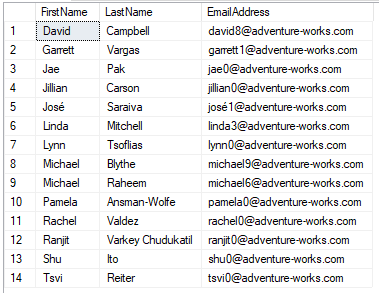 FirstName LastName EmailAddress
1 David Campbell david8@adventure-works.com
2 Garrett Vargas garrett1@adventure-works.com
3 Jae Pak jae0@adventure-works.com
4 Jillian Carson jillian0@adventure-works.com
5 José Saraiva josé1@adventure-works.com
6 Linda Mitchell linda3@adventure-works.com
7 Lynn Tsoflias lynn0@adventure-works.com
8 Michael Blythe michael9@adventure-works.com
9 Michael Raheem michael6@adventure-works.com
10 Pamela Ansman-Wolfe pamela0@adventure-works.com
11 Rachel Valdez rachel0@adventure-works.com
12 Ranjit Varkey Chudukatil ranjit0@adventure-works.com
13 Shu Ito shu0@adventure-works.com
14 Tsvi Reiter tsvi0@adventure-works.com